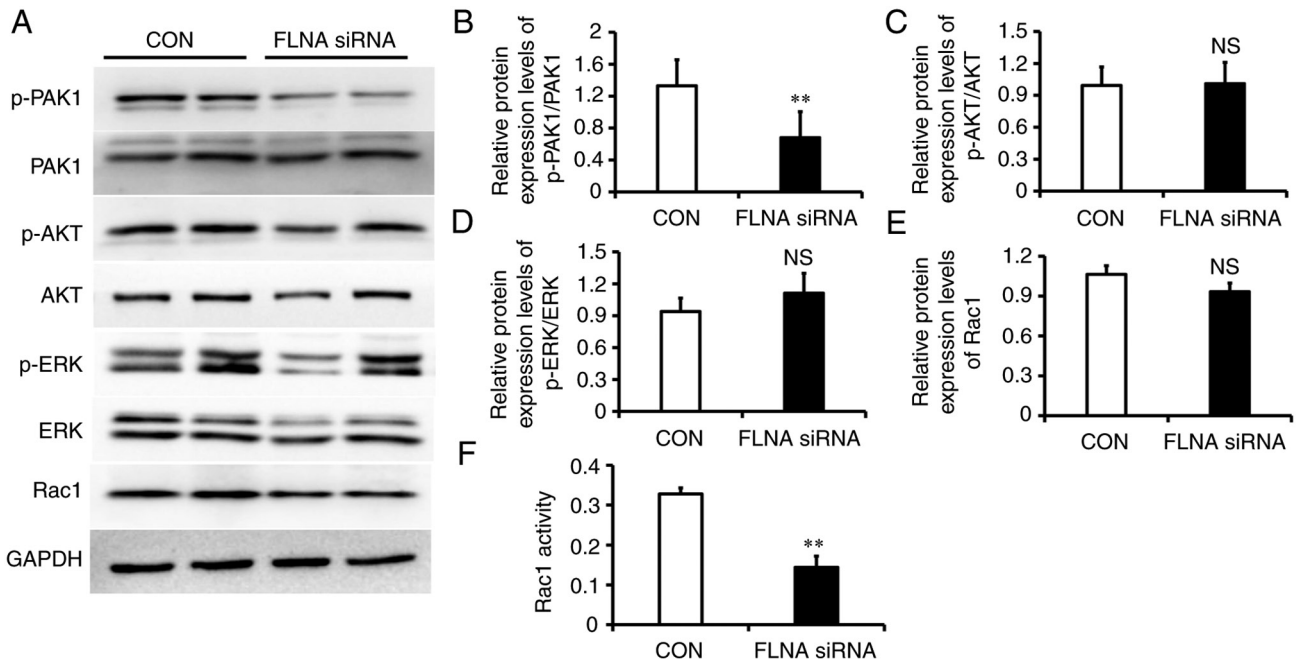 A
CON
FLNA siRNA
p-PAK1
PAK1
p-AKT
AKT
p-ERK
ERK
Rac1
GAPDH
B
Relative protein
expression levels of
p-PAK1/PAK1
2
1.6
1.2
0.8
0.4
0
**
CON
FLNA siRNA
C
Relative protein
expression levels of
p-AKT/AKT
1.5
1.2
0.9
0.6
0.3
0
NS
CON
FLNA siRNA
D
Relative protein
expression levels of
p-ERK/ERK
1.5
1.2
0.9
0.6
0.3
0
NS
CON
FLNA siRNA
E
Relative protein
expression levels
of Rac1
1.2
0.9
0.6
0.3
0
NS
CON
FLNA siRNA
F
Rac1 activity
0.4
0.3
0.2
0.1
0
**
CON
FLNA siRNA